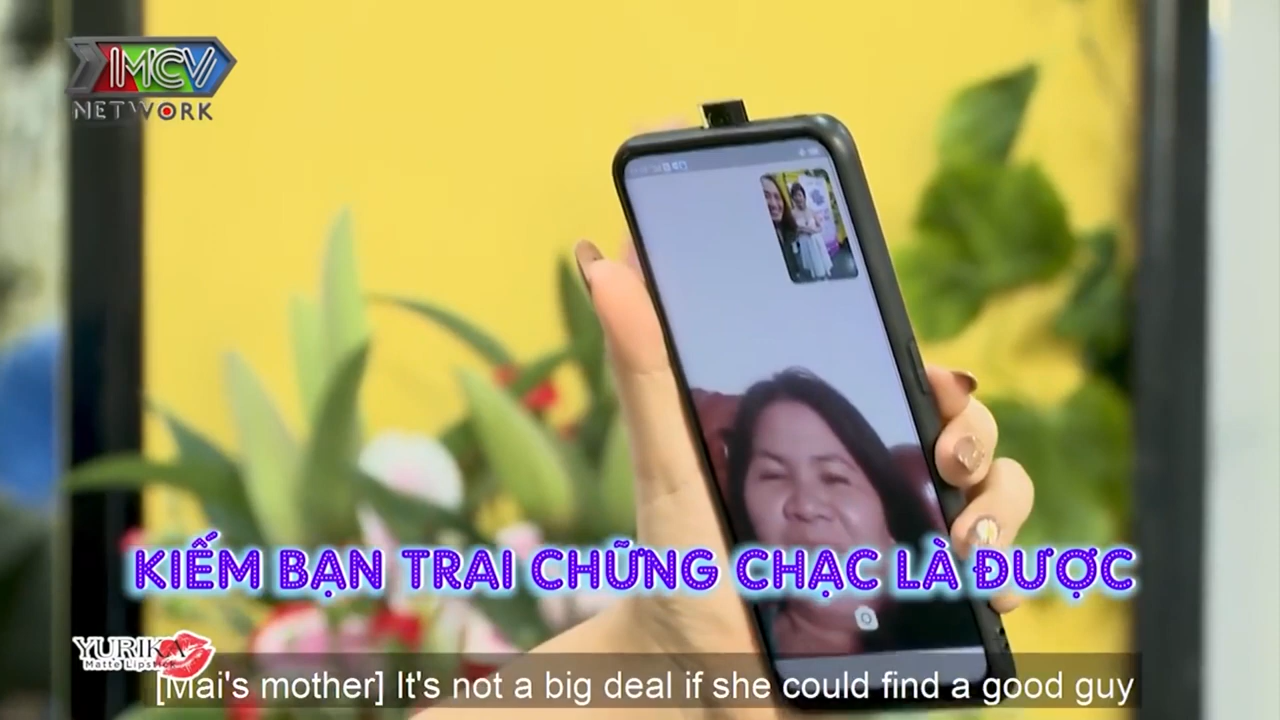 MCV
NETWORK
KIẾM BẠN TRAI CHỮNG CHẠC LÀ ĐƯỢC
YURIKA
Matte Lipstick
[Mai's mother] It's not a big deal if she could find a good guy